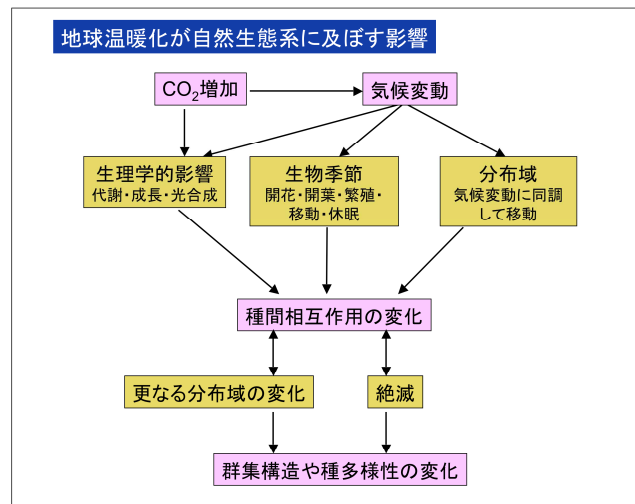 地球温暖化が自然生態系に及ぼす影響
CO₂増加
気候変動
生理学的影響
代謝・成長・光合成
生物季節
開花・開葉・繁殖・
移動・休眠
分布域
気候変動に同調
して移動
種間相互作用の変化
更なる分布域の変化
絶滅
群集構造や種多様性の変化